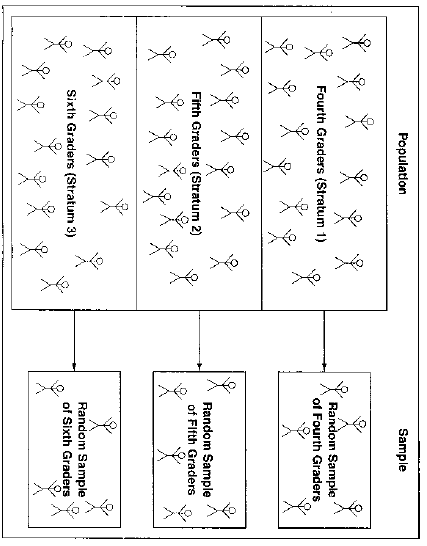 Population
Sample
Fourth Graders (Stratum 1)
Random Sample
of Fourth Graders
Fifth Graders (Stratum 2)
Random Sample
of Fifth Graders
Sixth Graders (Stratum 3)
Random Sample
of Sixth Graders